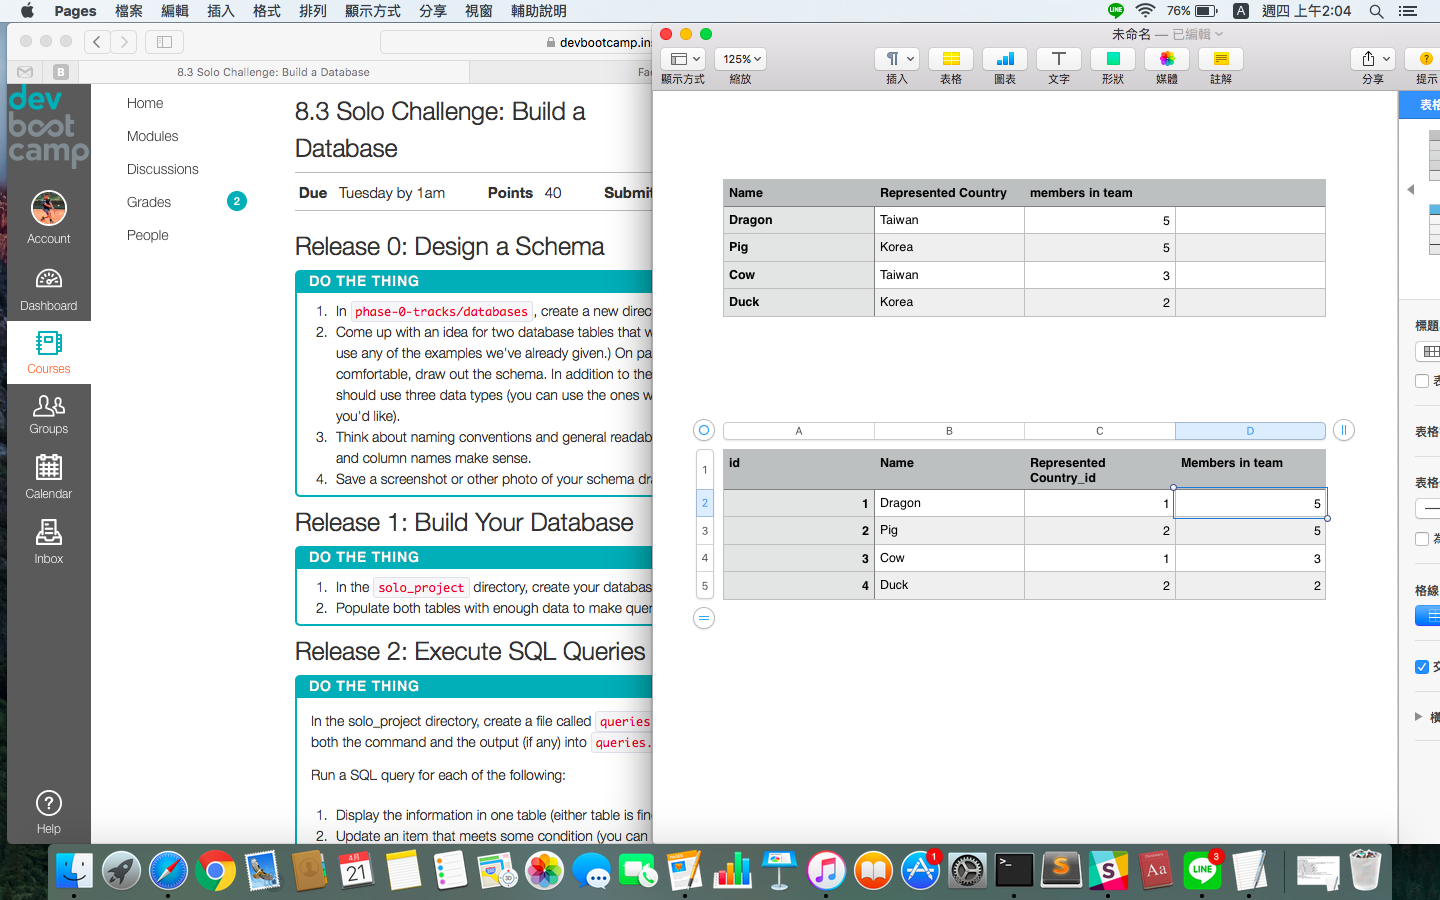 Pages 檔案 編輯 插入 格式 排列 顯示方式 分享 視窗 輔助說明
LINE 76% A 週四 上午2:04
devbootcamp.ins
B
8.3 Solo Challenge: Build a Database
Fac
dev
boot
camp
Account
Dashboard
Courses
Groups
Calendar
Inbox
Help
Home
Modules
Discussions
Grades 2
People
8.3 Solo Challenge: Build a
Database
Due Tuesday by 1am Points 40 Submit
Release 0: Design a Schema
DO THE THING
1. In phase-0-tracks/databases , create a new direc
2. Come up with an idea for two database tables that w
use any of the examples we've already given.) On pa
comfortable, draw out the schema. In addition to the
should use three data types (you can use the ones w
you'd like).
3. Think about naming conventions and general readab
and column names make sense.
4. Save a screenshot or other photo of your schema dr
Release 1: Build Your Database
DO THE THING
1. In the solo_project directory, create your databas
2. Populate both tables with enough data to make quer
Release 2: Execute SQL Queries
DO THE THING
In the solo_project directory, create a file called queries
both the command and the output (if any) into queries.
Run a SQL query for each of the following:
1. Display the information in one table (either table is fin
2. Update an item that meets some condition (you can
未命名 — 已編輯
125%
顯示方式 縮放 插入 表格 圖表 文字 形狀 媒體 註解 分享 提示
Name Represented Country members in team
Dragon Taiwan 5
Pig Korea 5
Cow Taiwan 3
Duck Korea 2
A B C D
1 id Name Represented Country_id Members in team
2 1 Dragon 1 5
3 2 Pig 2 5
4 3 Cow 1 3
5 4 Duck 2 2
表格
標題
表格
表格
格線
4月
21
PAGES
1
S
Aa
LINE
3